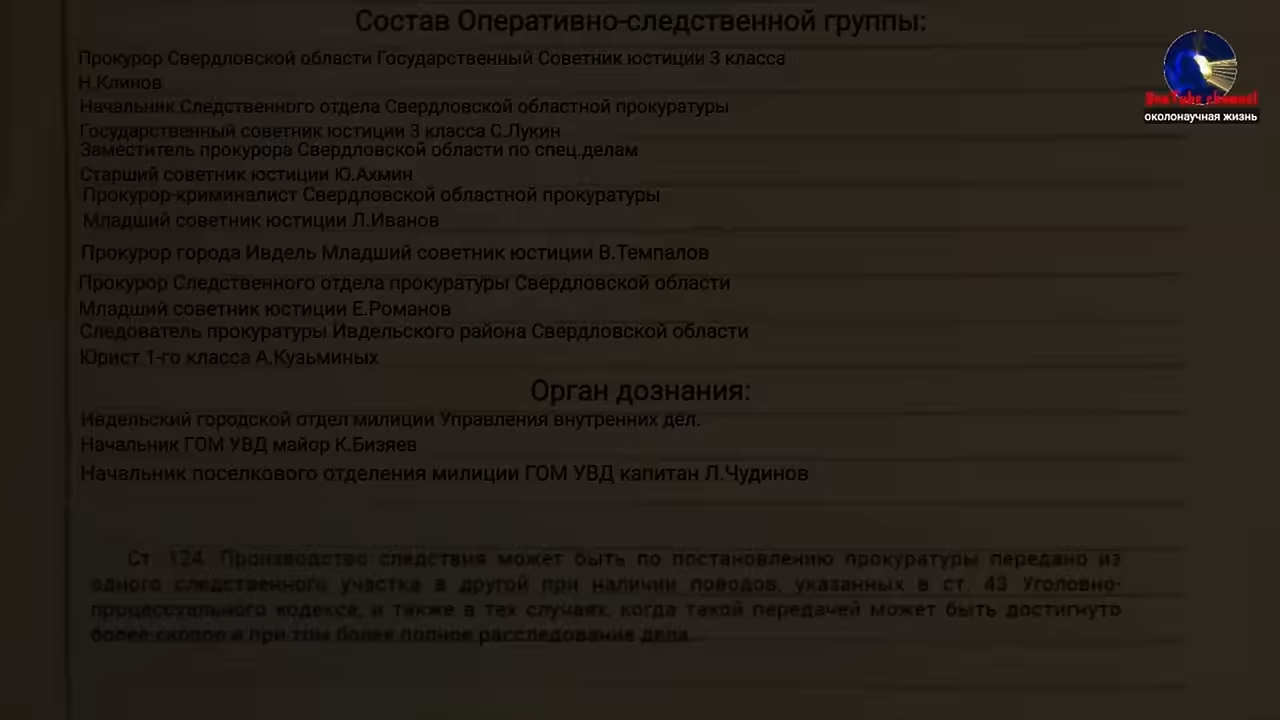 Состав Оперативно-следственной группы:
Прокурор Свердловской области Государственный Советник юстиции 3 класса
Н.Клинов
Начальник Следственного отдела Свердловской областной прокуратуры
Государственный советник юстиции 3 класса С.Лукин
Заместитель прокурора Свердловской области по спец.делам
Старший советник юстиции Ю.Ахмин
Прокурор-криминалист Свердловской областной прокуратуры
Младший советник юстиции Л.Иванов
Прокурор города Ивдель Младший советник юстиции В.Темпалов
Прокурор Следственного отдела прокуратуры Свердловской области
Младший советник юстиции Е.Романов
Следователь прокуратуры Ивдельского района Свердловской области
Юрист 1-го класса А.Кузьминых
Орган дознания:
Ивдельский городской отдел милиции Управления внутренних дел.
Начальник ГОМ УВД майор К.Бизяев
Начальник поселкового отделения милиции ГОМ УВД капитан Л.Чудинов
Ст. 124. Производство следствия может быть по постановлению прокуратуры передано из
одного следственного участка в другой при наличии поводов, указанных в ст. 43 Уголовно-
процессуального кодекса, и также в тех случаях, когда такой передачей может быть достигнуто
более скорое и при том более полное расследование дела.
YouTube channel
околонаучная жизнь